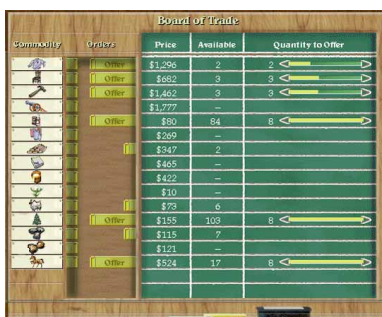 Board of Trade
Commodity Orders Price Available Quantity to Offer
Offer $1,296 2 2
Offer $682 3 3
Offer $1,462 3 3
$1,777 –
Offer $80 84 8
$269 –
$347 2
$465 –
$422 –
$10 –
$73 6
Offer $155 103 8
$115 7
$121 –
Offer $524 17 8